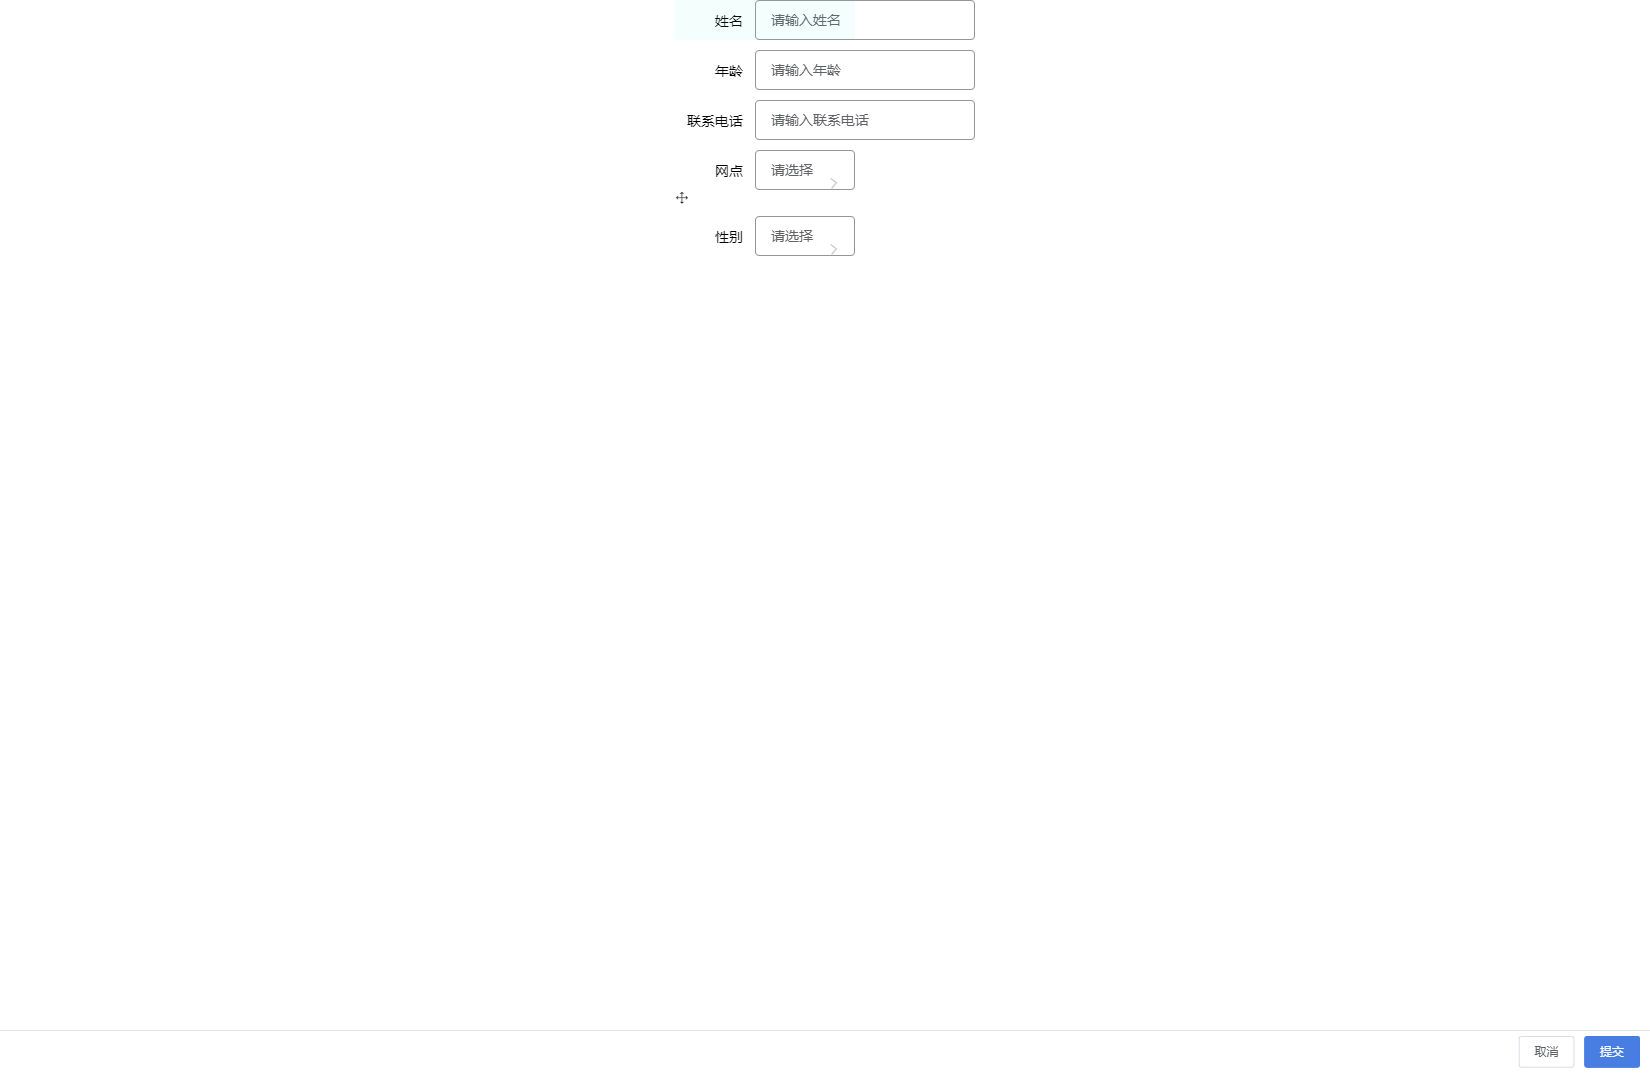 姓名 请输入姓名
年龄 请输入年龄
联系电话 请输入联系电话
网点 请选择
性别 请选择
取消 提交